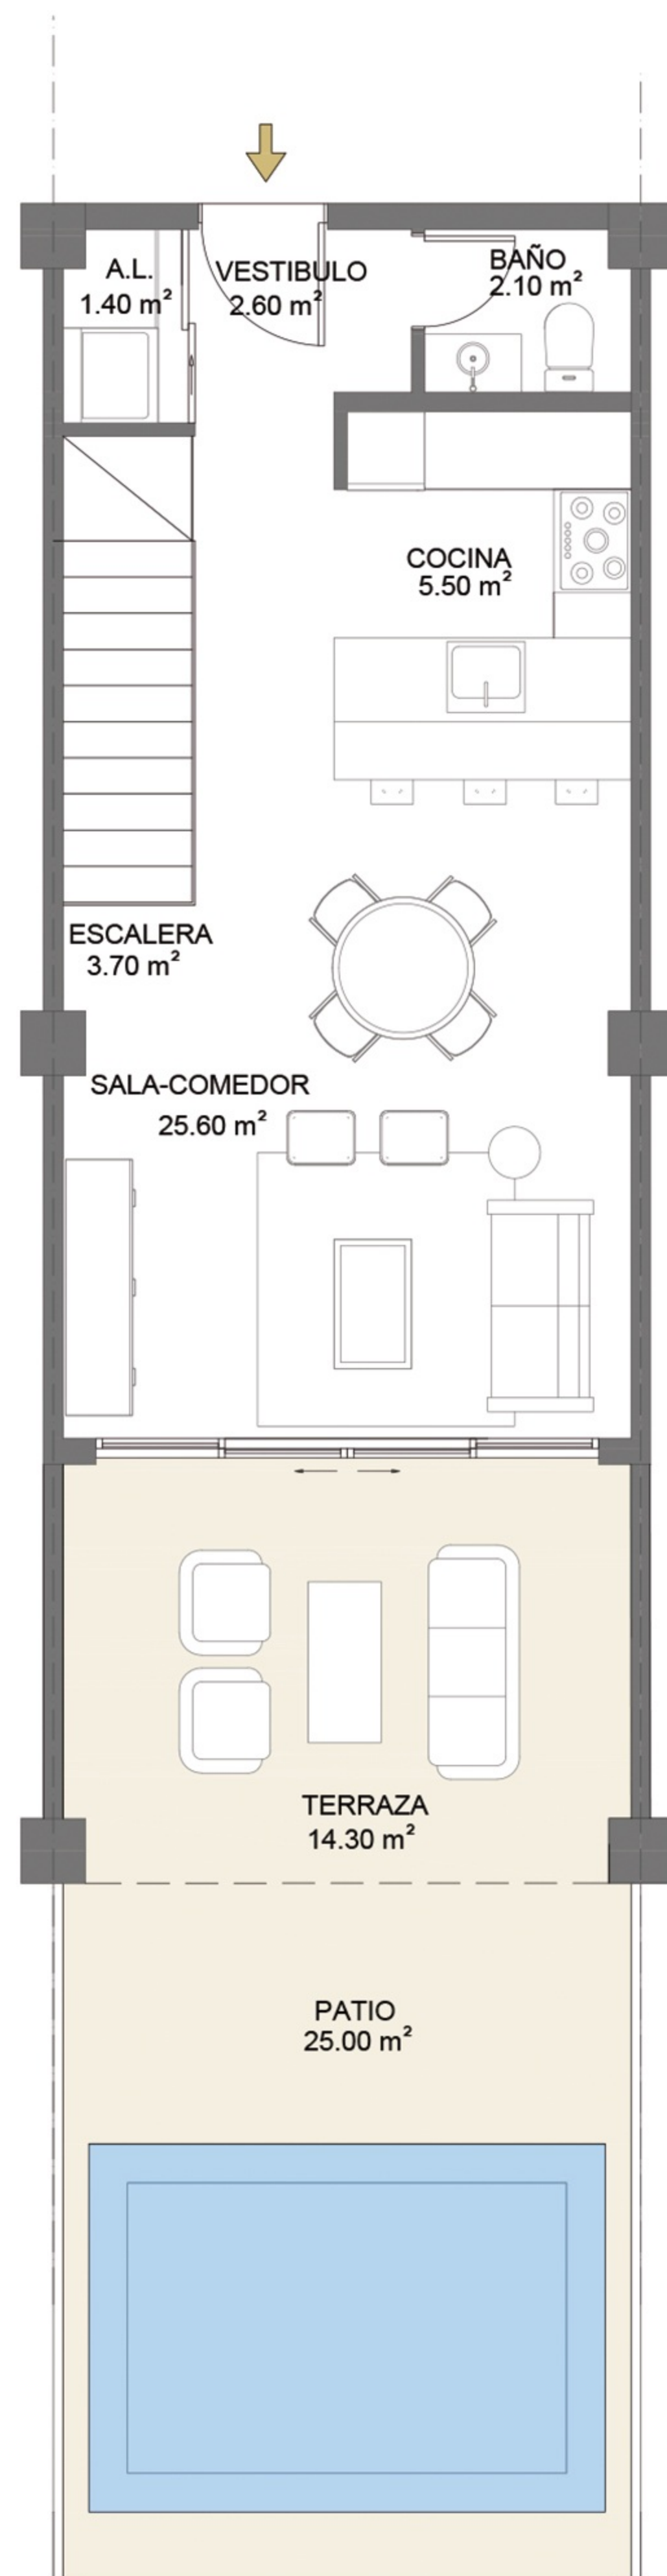 A.L.
1.40 m²
VESTIBULO
2.60 m²
BAÑO
2.10 m²
COCINA
5.50 m²
ESCALERA
3.70 m²
SALA-COMEDOR
25.60 m²
TERRAZA
14.30 m²
PATIO
25.00 m²